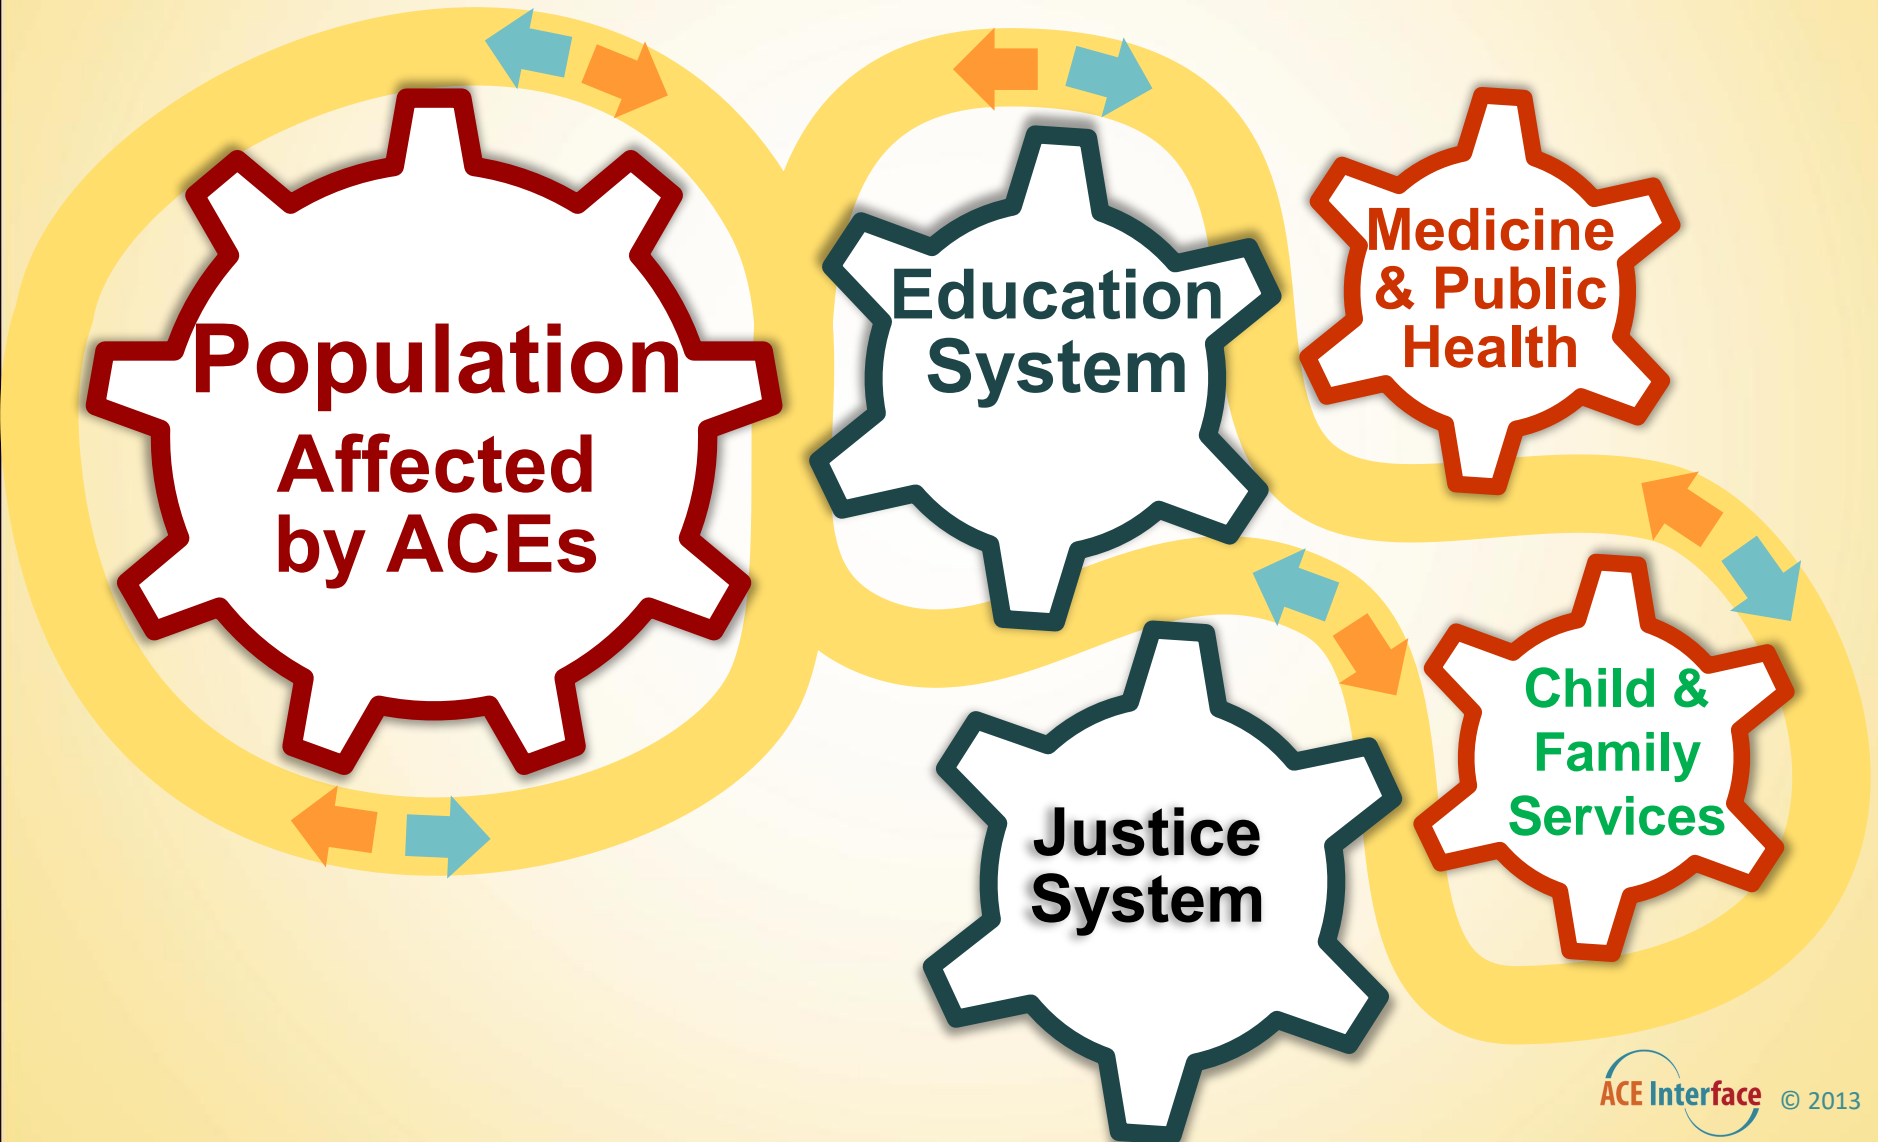 Population
Affected
by ACEs
Education
System
Medicine
& Public
Health
Justice
System
Child &
Family
Services
ACE Interface © 2013